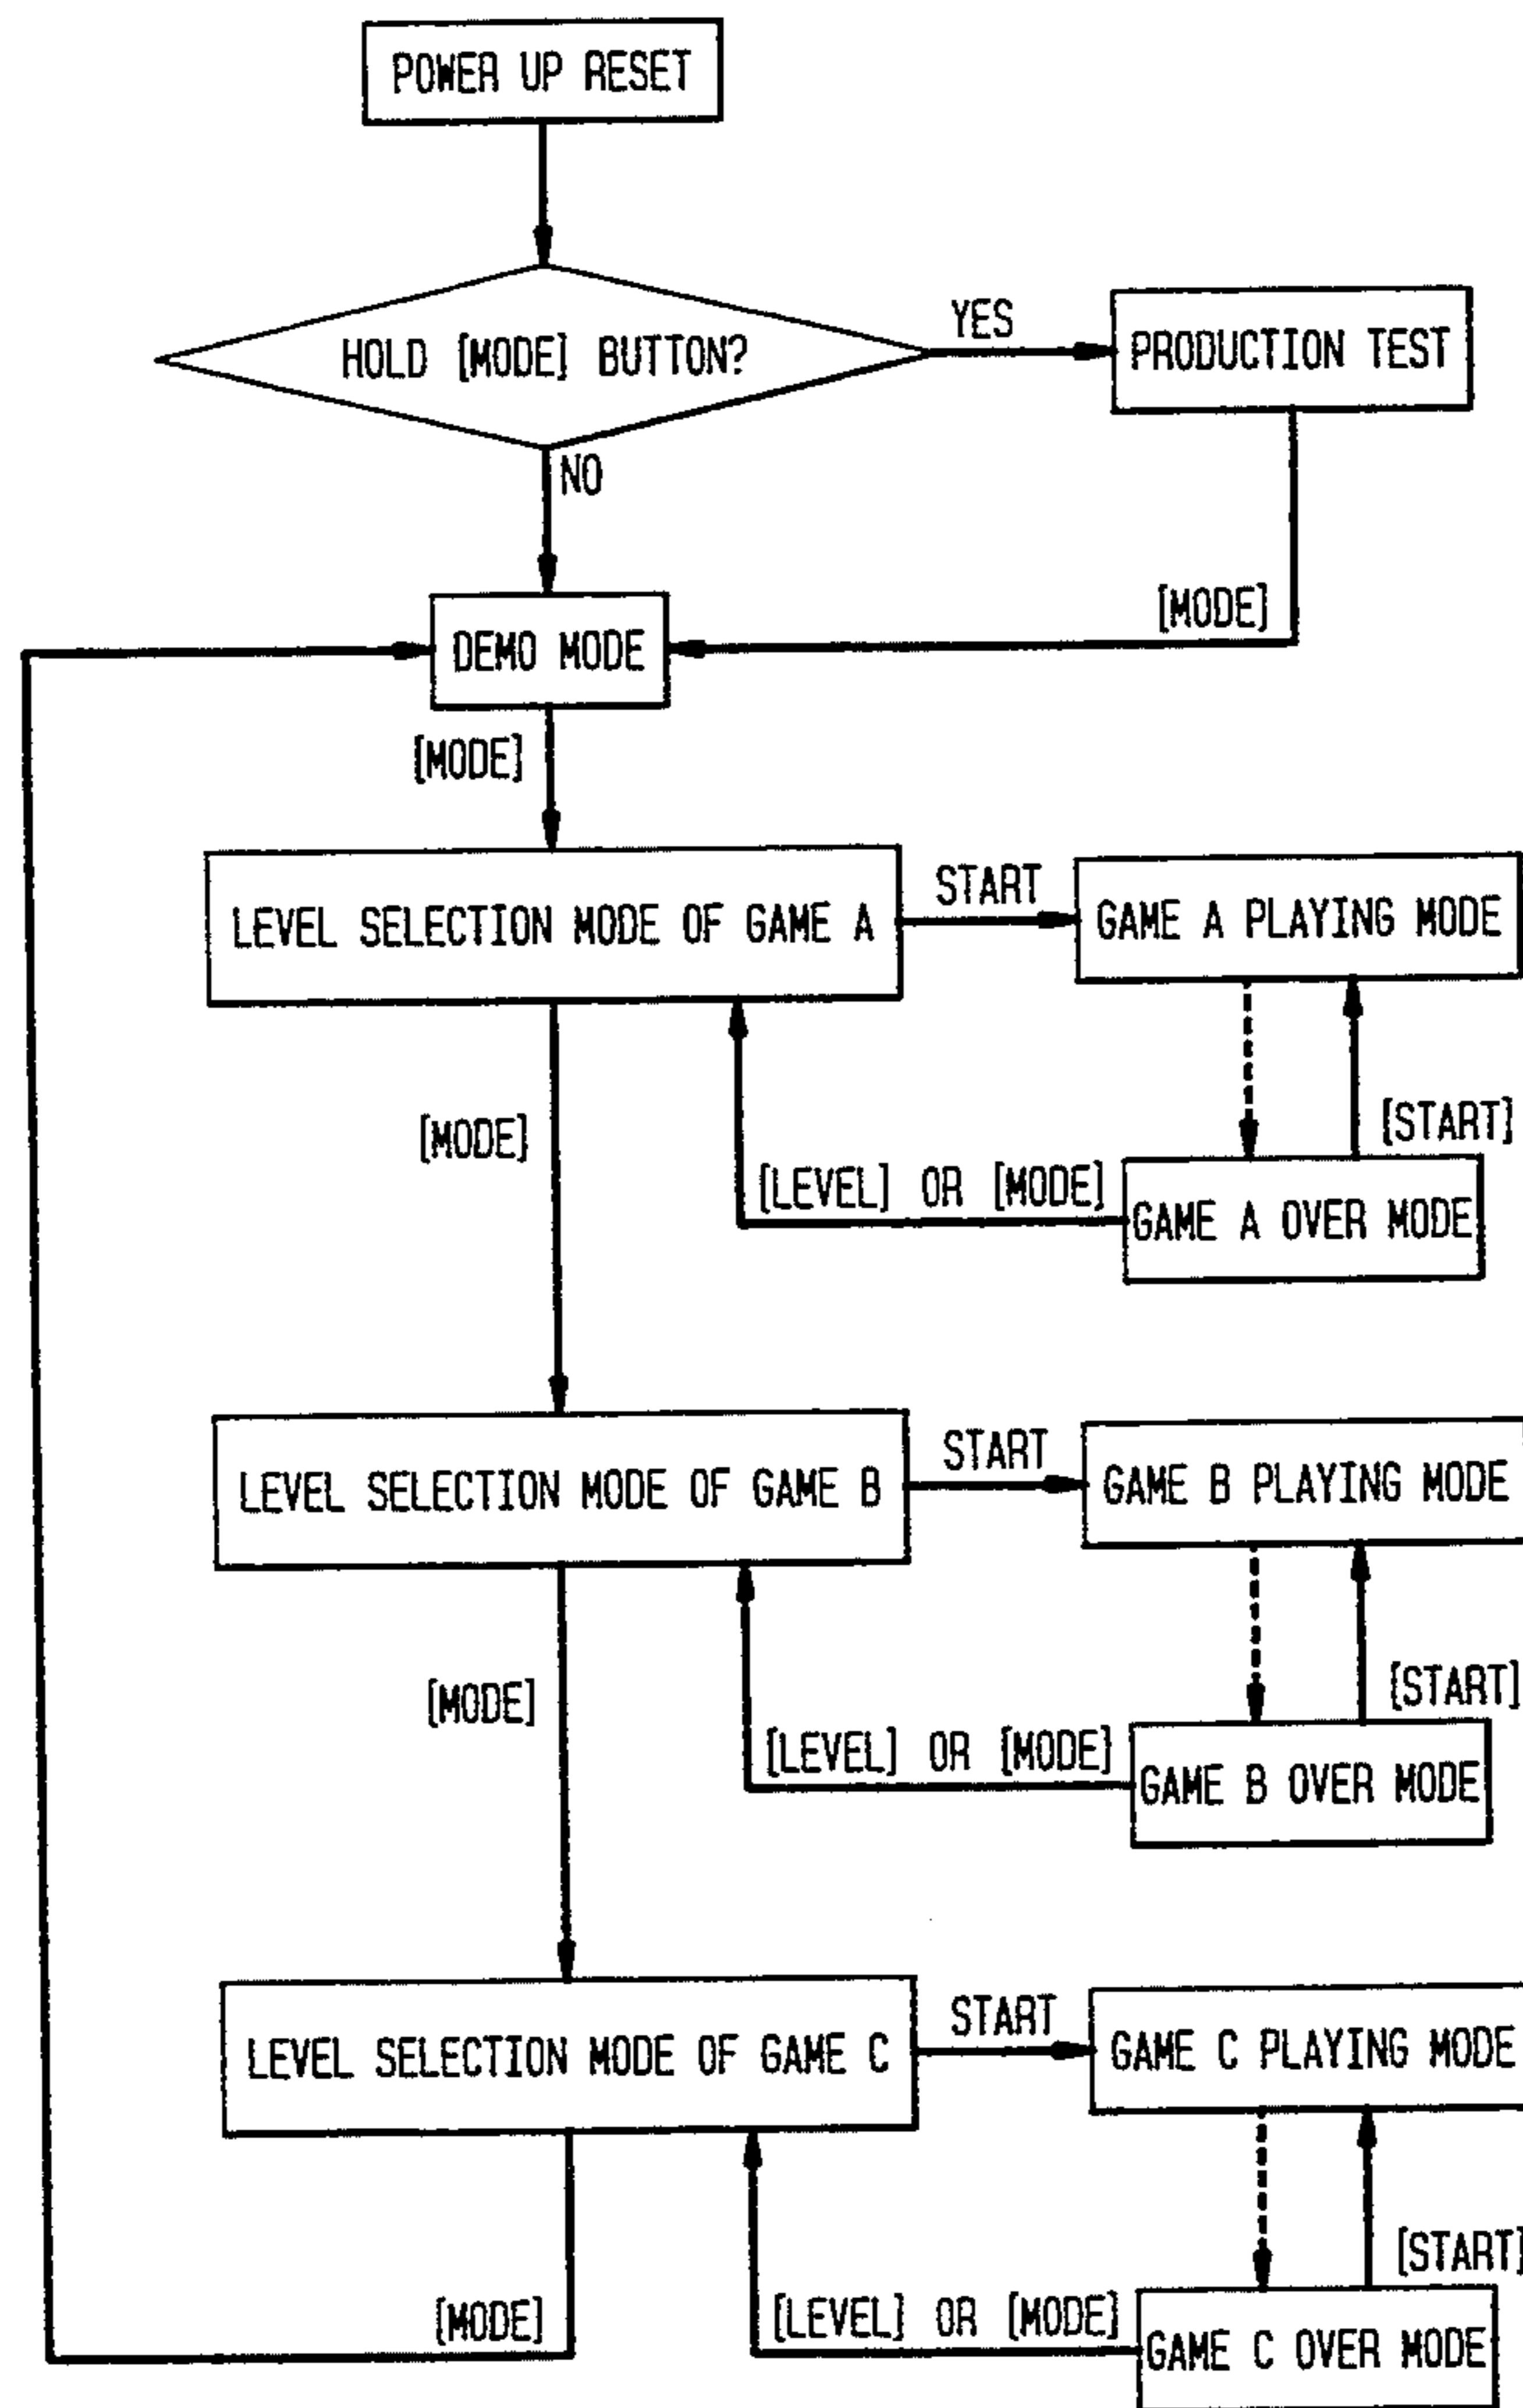 POWER UP RESET
HOLD [MODE] BUTTON?
YES
PRODUCTION TEST
NO
[MODE]
DEMO MODE
[MODE]
LEVEL SELECTION MODE OF GAME A
START
GAME A PLAYING MODE
[MODE]
[START]
[LEVEL] OR [MODE]
GAME A OVER MODE
LEVEL SELECTION MODE OF GAME B
START
GAME B PLAYING MODE
[MODE]
[START]
[LEVEL] OR [MODE]
GAME B OVER MODE
LEVEL SELECTION MODE OF GAME C
START
GAME C PLAYING MODE
[MODE]
[START]
[LEVEL] OR [MODE]
GAME C OVER MODE